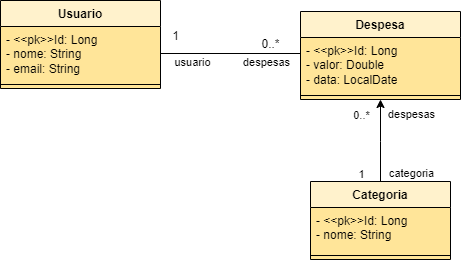 Usuario
- <<pk>>Id: Long
- nome: String
- email: String
1
usuario
0..*
despesas
Despesa
- <<pk>>Id: Long
- valor: Double
- data: LocalDate
0..*
despesas
1
categoria
Categoria
- <<pk>>Id: Long
- nome: String